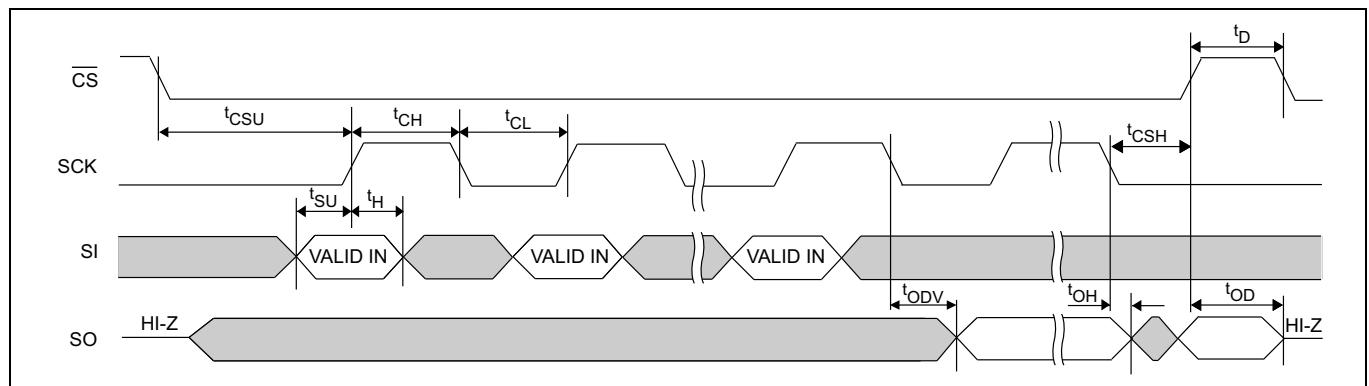 tD
CS
tCSU
tCH
tCL
tCSH
SCK
tSU
tH
SI
VALID IN
VALID IN
VALID IN
tODV
tOH
tOD
SO
HI-Z
HI-Z